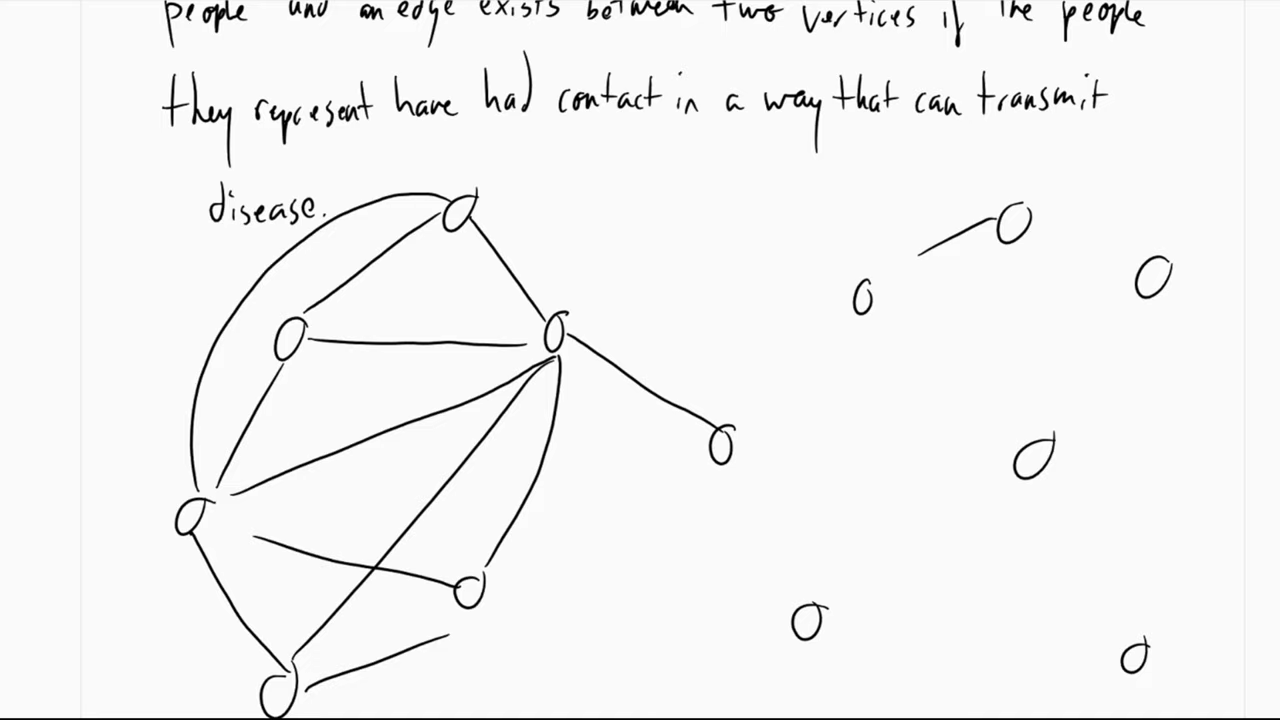 people and an edge exists between two vertices if the people
they represent have had contact in a way that can transmit
disease.